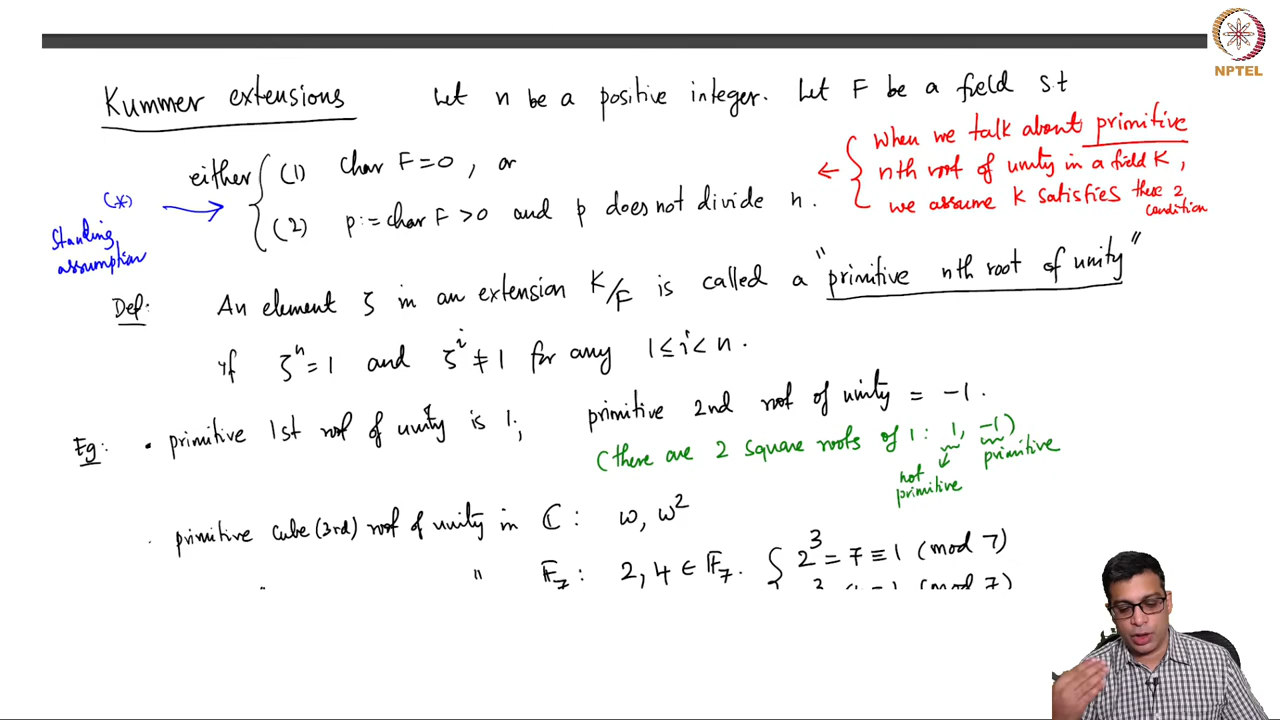 NPTEL
Kummer extensions Let n be a positive integer. Let F be a field s.t
either { (1) char F = 0, or
(2) p := char F > 0 and p does not divide n.
(*) Standing assumption
← { When we talk about primitive
nth root of unity in a field K,
we assume K satisfies these 2
condition
Def: An element ζ in an extension K/F is called a "primitive nth root of unity"
if ζ^n = 1 and ζ^i ≠ 1 for any 1 ≤ i < n.
Eg: • primitive 1st root of unity is 1; primitive 2nd root of unity = -1.
(there are 2 square roots of 1: 1, -1)
not primitive
primitive
• primitive cube (3rd) root of unity in ℂ: ω, ω²
" 𝔽₇: 2, 4 ∈ 𝔽₇. { 2³ = 7 ≡ 1 (mod 7)
(mod 7)